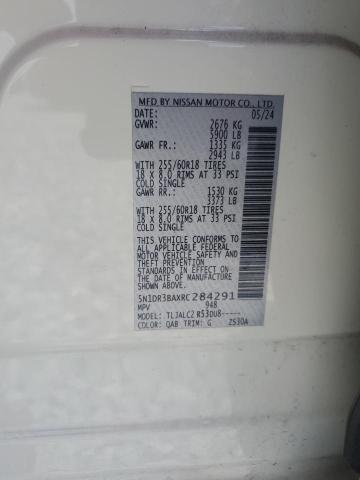 MFD BY NISSAN MOTOR CO., LTD.
DATE: 05/24
GVWR: 2676 KG
5900 LB
GAWR FR.: 1335 KG
2943 LB
WITH 255/60R18 TIRES
18 x 8.0 RIMS AT 33 PSI
COLD SINGLE
GAWR RR.: 1530 KG
3373 LB
WITH 255/60R18 TIRES
18 x 8.0 RIMS AT 33 PSI
COLD SINGLE
THIS VEHICLE CONFORMS TO ALL
APPLICABLE FEDERAL MOTOR
VEHICLE SAFETY AND THEFT
PREVENTION STANDARDS IN
EFFECT ON THE DATE OF
MANUFACTURE SHOWN ABOVE.
5N1DR3BAXRC284291
MPV 948
MODEL: TLJALC2 R53DU8-----
COLOR: QAB TRIM: G ZS30A